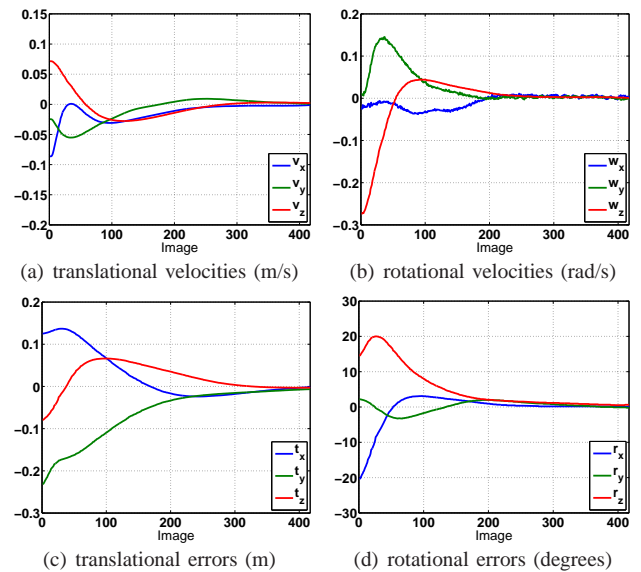 0.15
0.1
0.05
0
−0.05
−0.1
−0.15
−0.2
0 100 200 300 400
Image
v_x
v_y
v_z
(a) translational velocities (m/s)
0.2
0.1
0
−0.1
−0.2
−0.3
0 100 200 300 400
Image
w_x
w_y
w_z
(b) rotational velocities (rad/s)
0.2
0.1
0
−0.1
−0.2
−0.3
0 100 200 300 400
Image
t_x
t_y
t_z
(c) translational errors (m)
30
20
10
0
−10
−20
−30
0 100 200 300 400
Image
r_x
r_y
r_z
(d) rotational errors (degrees)